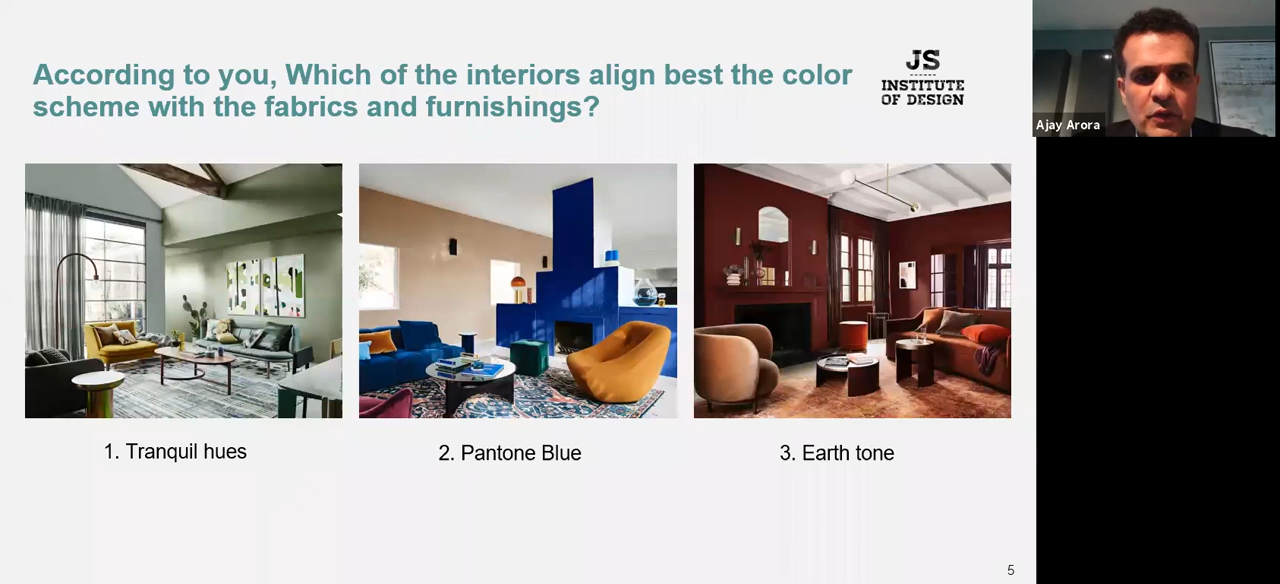 According to you, Which of the interiors align best the color
scheme with the fabrics and furnishings?
JS
INSTITUTE
OF DESIGN
Ajay Arora
1. Tranquil hues
2. Pantone Blue
3. Earth tone
5